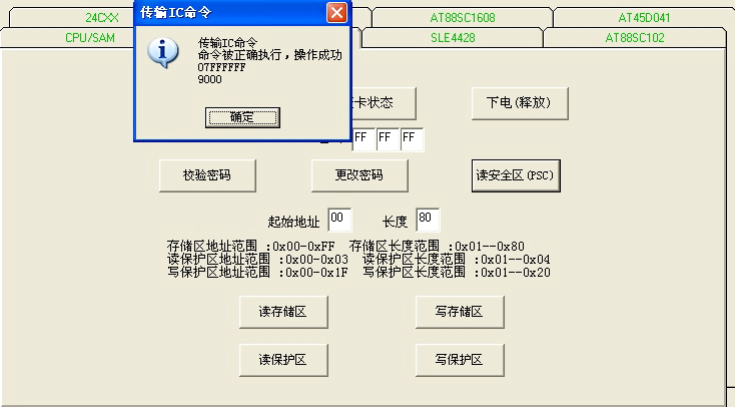 24CXX
传输IC命令
AT88SC1608
AT45D041
CPU/SAM
SLE4428
AT88SC102
传输IC命令
命令被正确执行，操作成功
07FFFFFF
9000
确定
卡状态
下电(释放)
FF FF FF
校验密码
更改密码
读安全区(PSC)
起始地址 00 长度 80
存储区地址范围 :0x00-0xFF 存储区长度范围 :0x01--0x80
读保护区地址范围 :0x00-0x03 读保护区长度范围 :0x01--0x04
写保护区地址范围 :0x00-0x1F 写保护区长度范围 :0x01--0x20
读存储区
写存储区
读保护区
写保护区